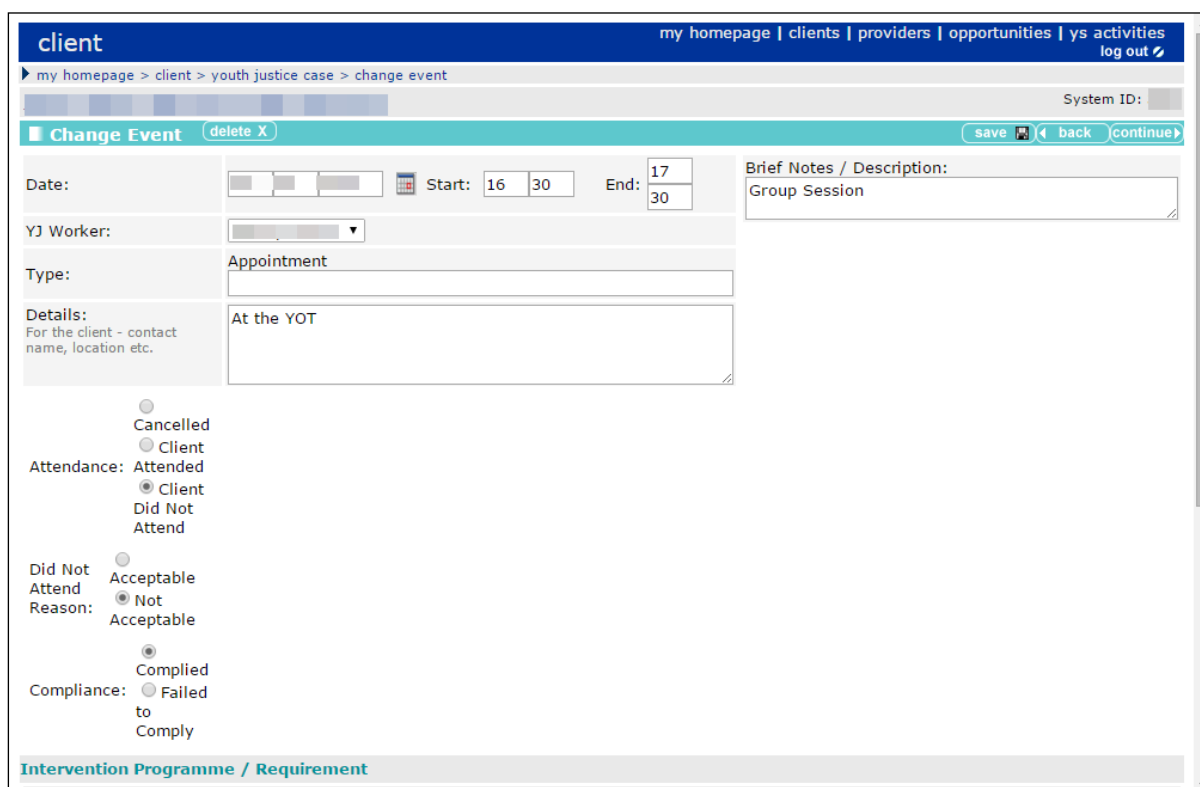 client
my homepage | clients | providers | opportunities | ys activities
log out
my homepage > client > youth justice case > change event
System ID:
Change Event
delete X
save
back
continue
Date:
Start: 16 30
End: 17
30
Brief Notes / Description:
Group Session
YJ Worker:
Type:
Appointment
Details:
For the client - contact
name, location etc.
At the YOT
Attendance:
Cancelled
Client
Attended
Client
Did Not
Attend
Did Not
Attend
Reason:
Acceptable
Not
Acceptable
Compliance:
Complied
Failed
to
Comply
Intervention Programme / Requirement